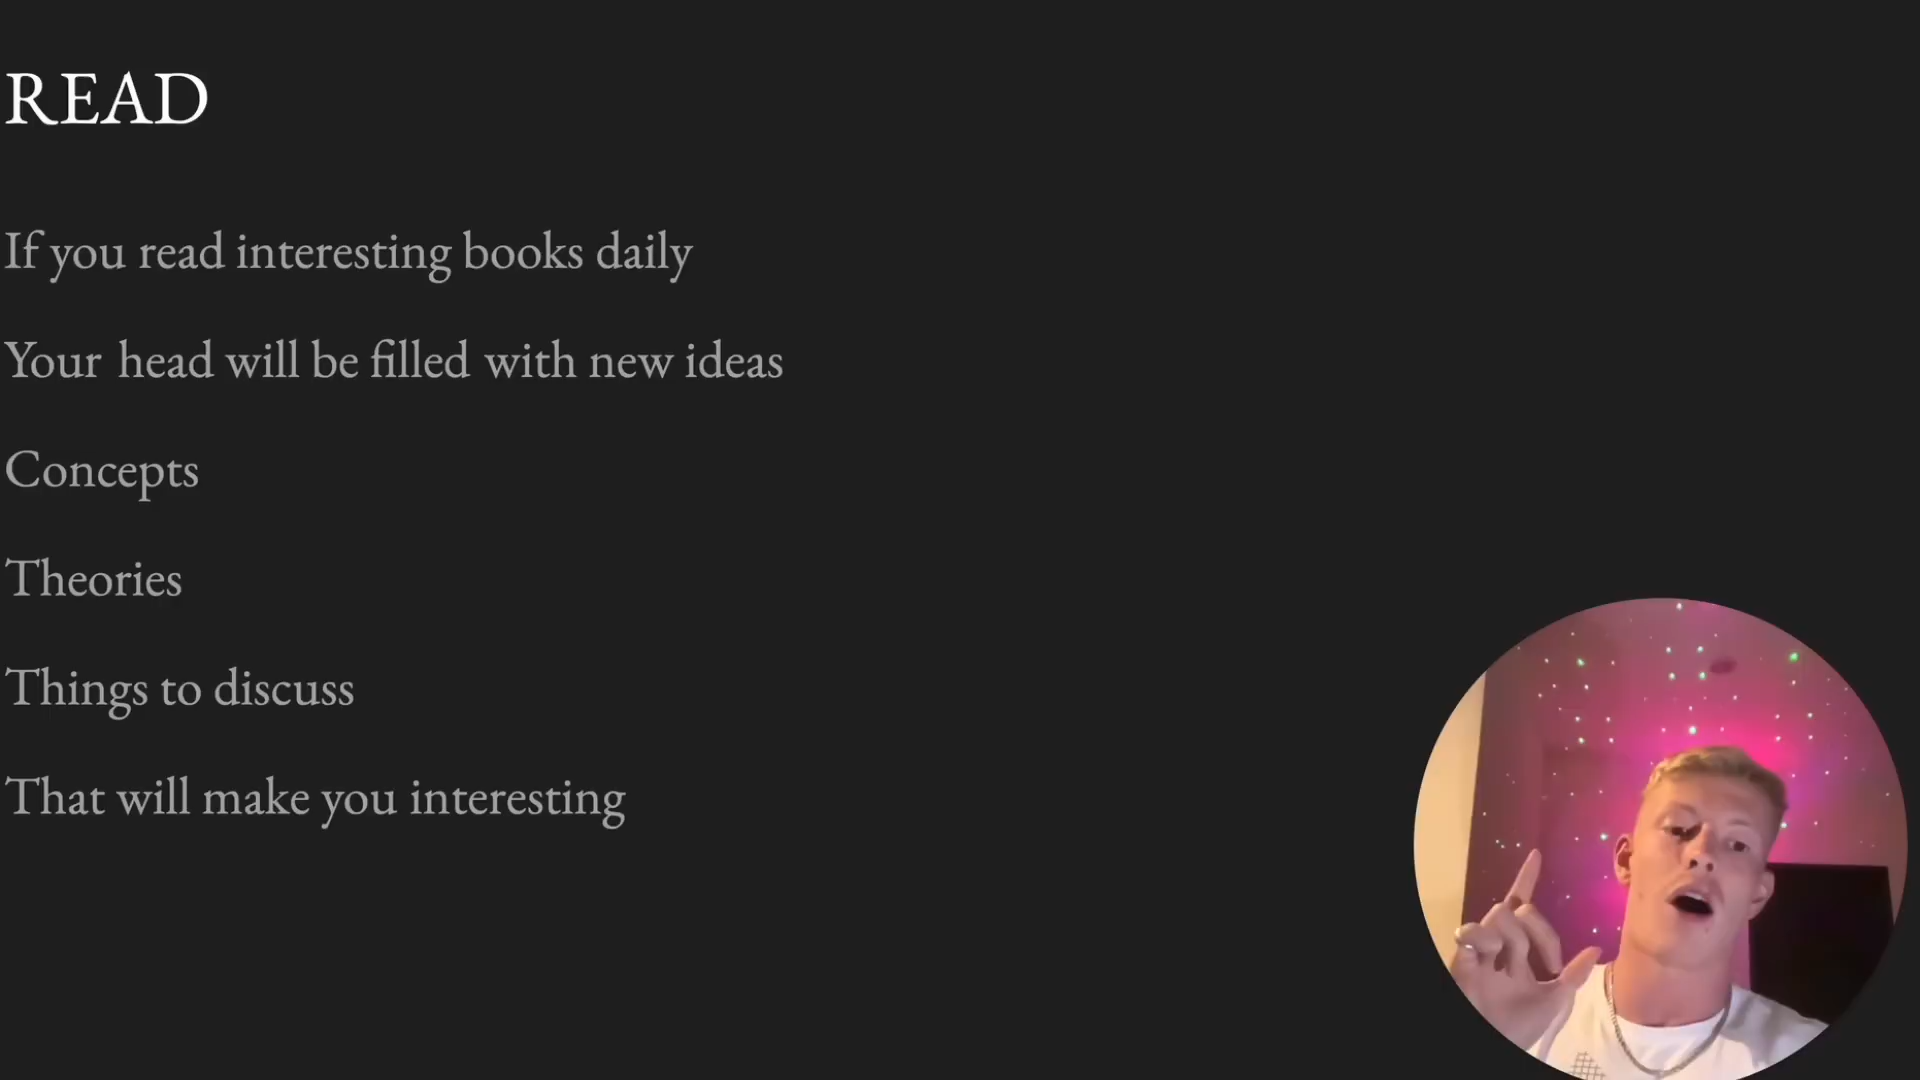 READ
If you read interesting books daily
Your head will be filled with new ideas
Concepts
Theories
Things to discuss
That will make you interesting